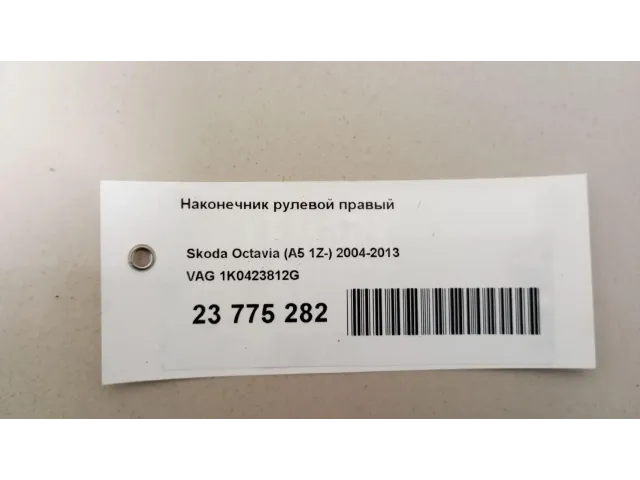 Наконечник рулевой правый
Skoda Octavia (A5 1Z-) 2004-2013
VAG 1K0423812G
23 775 282